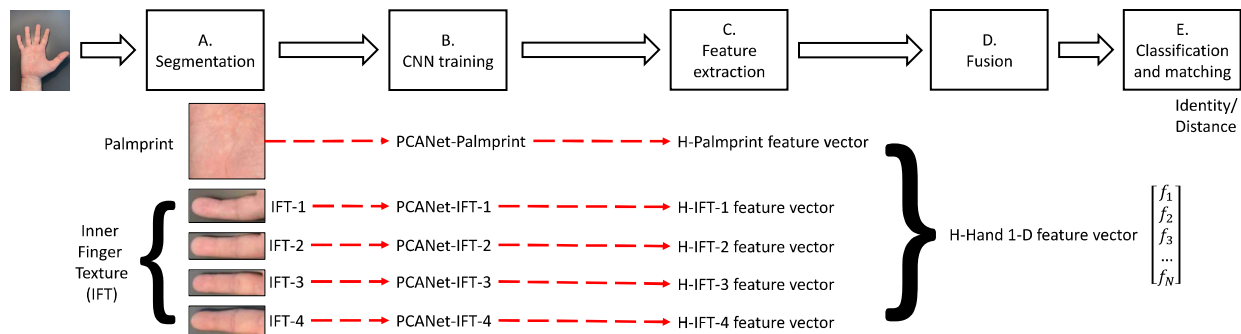 A.
Segmentation
B.
CNN training
C.
Feature
extraction
D.
Fusion
E.
Classification
and matching
Identity/
Distance
Palmprint
PCANet-Palmprint
H-Palmprint feature vector
Inner
Finger
Texture
(IFT)
IFT-1
PCANet-IFT-1
H-IFT-1 feature vector
IFT-2
PCANet-IFT-2
H-IFT-2 feature vector
IFT-3
PCANet-IFT-3
H-IFT-3 feature vector
IFT-4
PCANet-IFT-4
H-IFT-4 feature vector
H-Hand 1-D feature vector
f₁
f₂
f₃
...
f_N